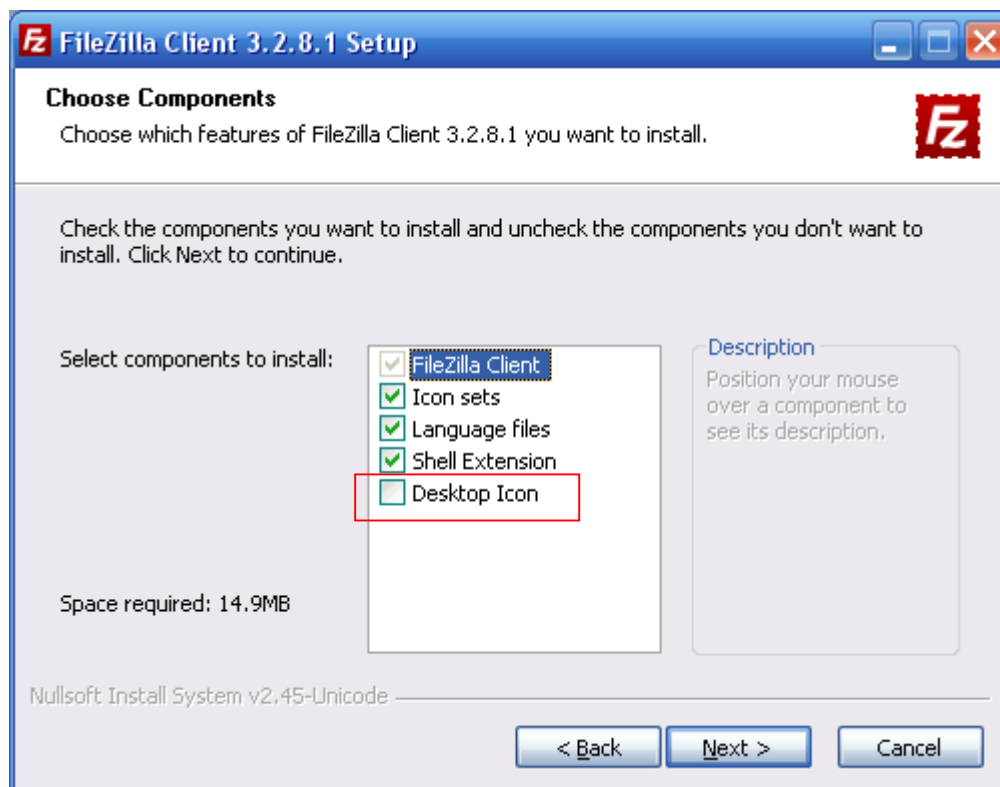 FileZilla Client 3.2.8.1 Setup
Choose Components
Choose which features of FileZilla Client 3.2.8.1 you want to install.
Check the components you want to install and uncheck the components you don't want to
install. Click Next to continue.
Select components to install:
FileZilla Client
Icon sets
Language files
Shell Extension
Desktop Icon
Description
Position your mouse
over a component to
see its description.
Space required: 14.9MB
Nullsoft Install System v2.45-Unicode
< Back
Next >
Cancel